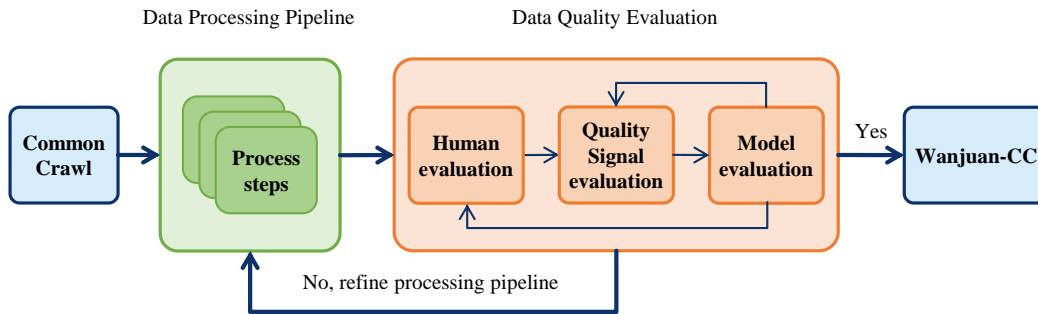 Data Processing Pipeline
Data Quality Evaluation
Common
Crawl
Process
steps
Human
evaluation
Quality
Signal
evaluation
Model
evaluation
Yes
Wanjuan-CC
No, refine processing pipeline